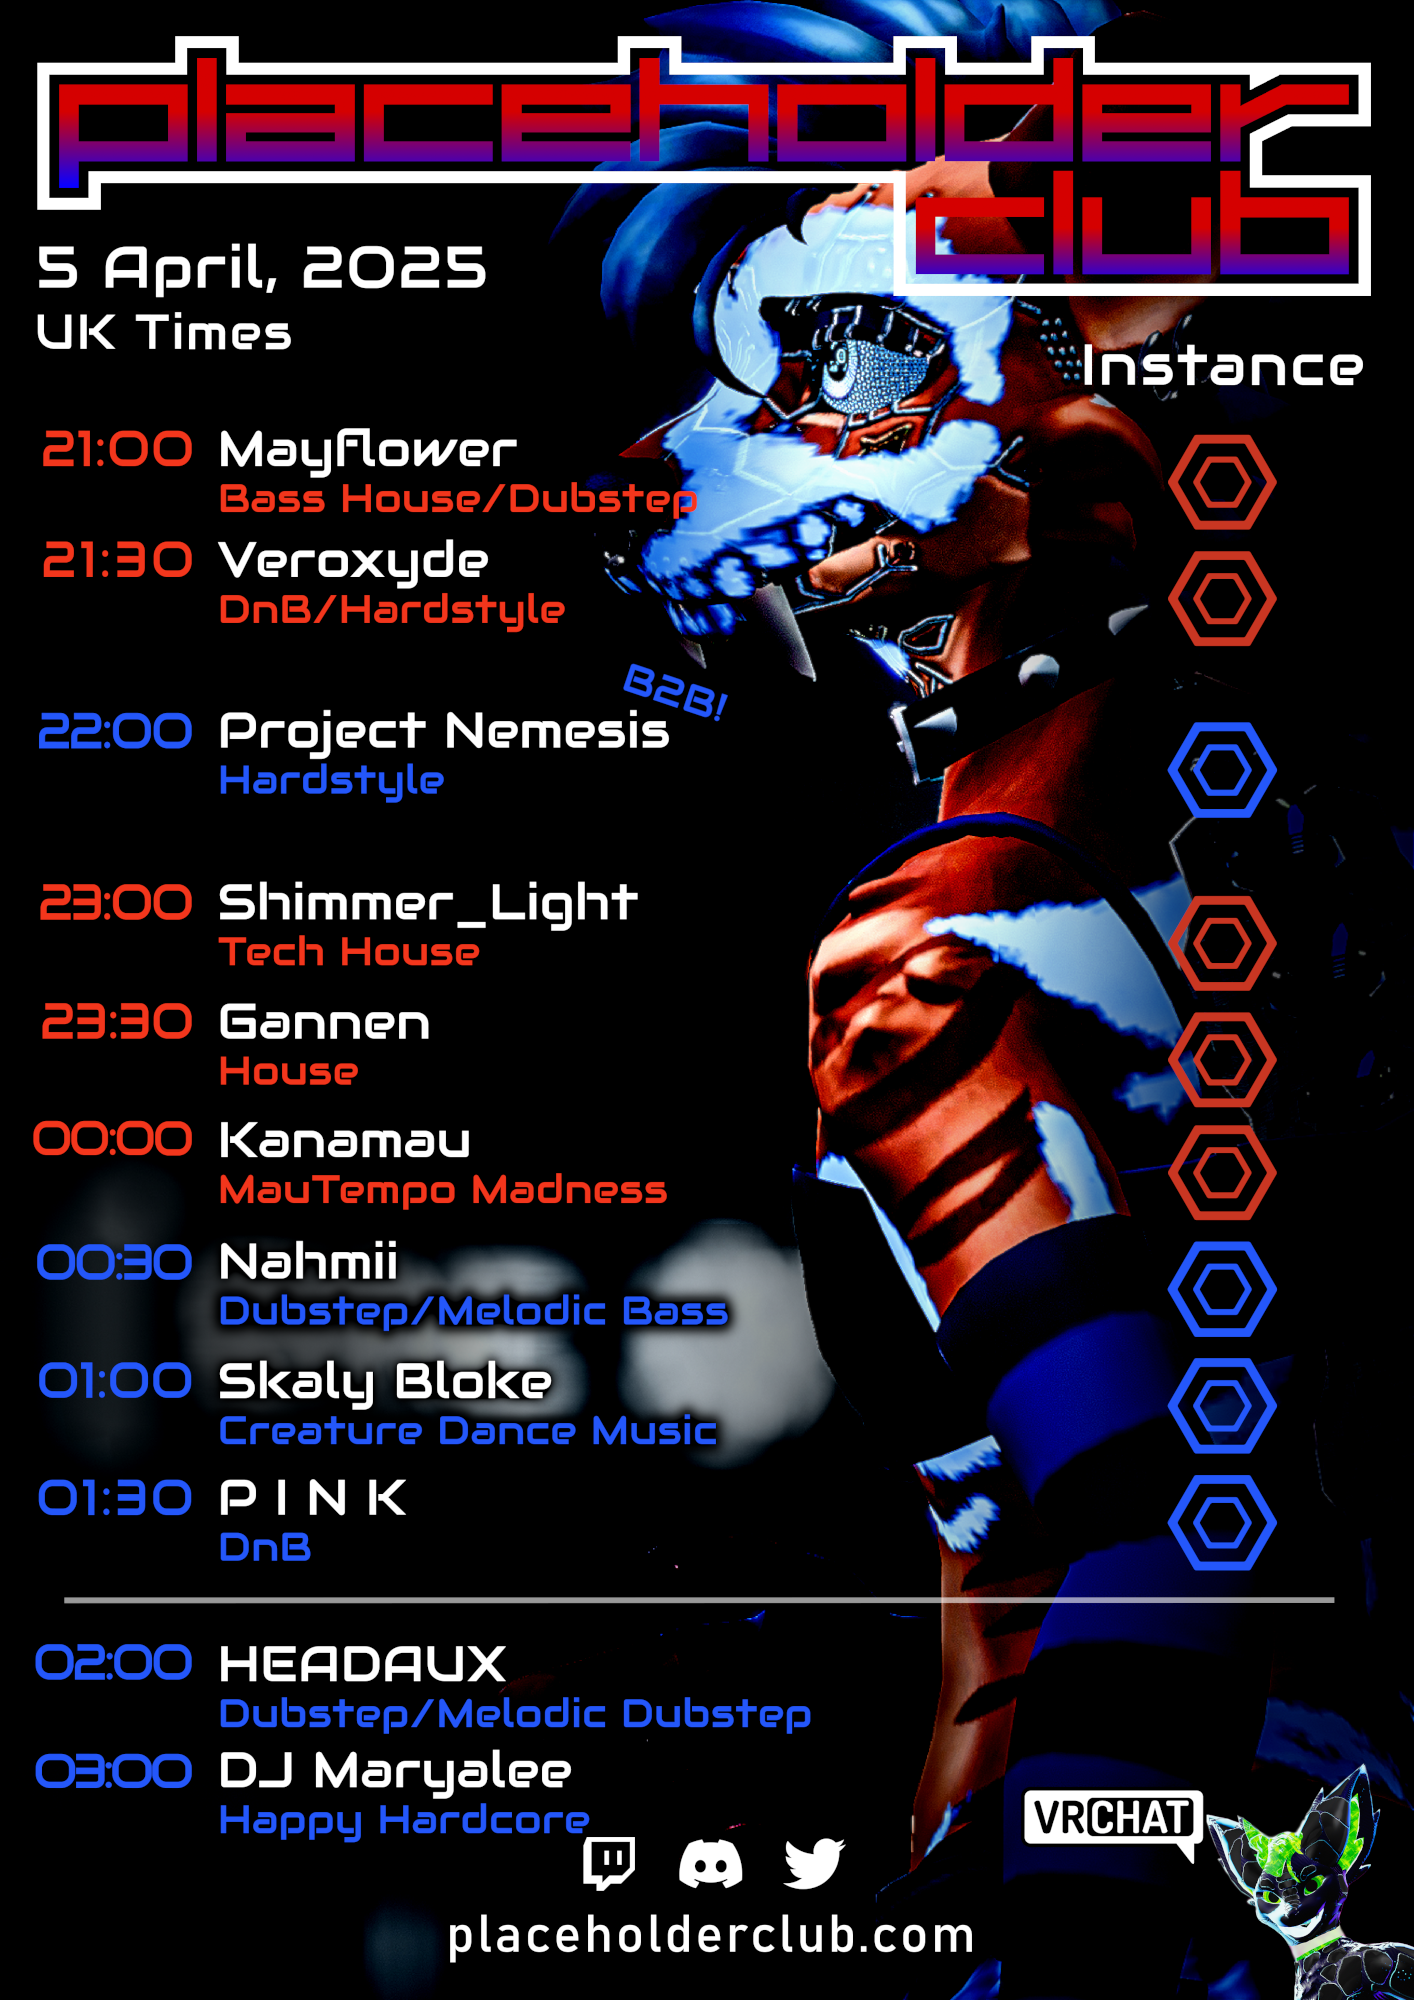 placeholder
club
5 April, 2025
UK Times
Instance
21:00 Mayflower
Bass House/Dubstep
21:30 Veroxyde
DnB/Hardstyle
B2B!
22:00 Project Nemesis
Hardstyle
23:00 Shimmer_Light
Tech House
23:30 Gannen
House
00:00 Kanamau
MauTempo Madness
00:30 Nahmii
Dubstep/Melodic Bass
01:00 Skaly Bloke
Creature Dance Music
01:30 P I N K
DnB
02:00 HEADAUX
Dubstep/Melodic Dubstep
03:00 DJ Maryalee
Happy Hardcore
VRCHAT
placeholderclub.com